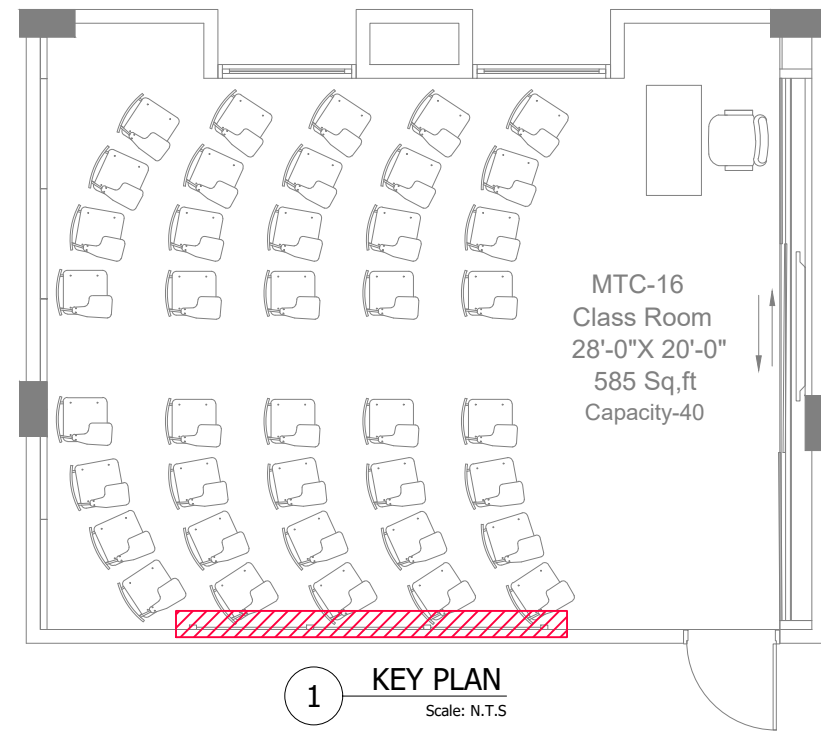 MTC-16
Class Room
28'-0"X 20'-0"
585 Sq,ft
Capacity-40
1
KEY PLAN
Scale: N.T.S